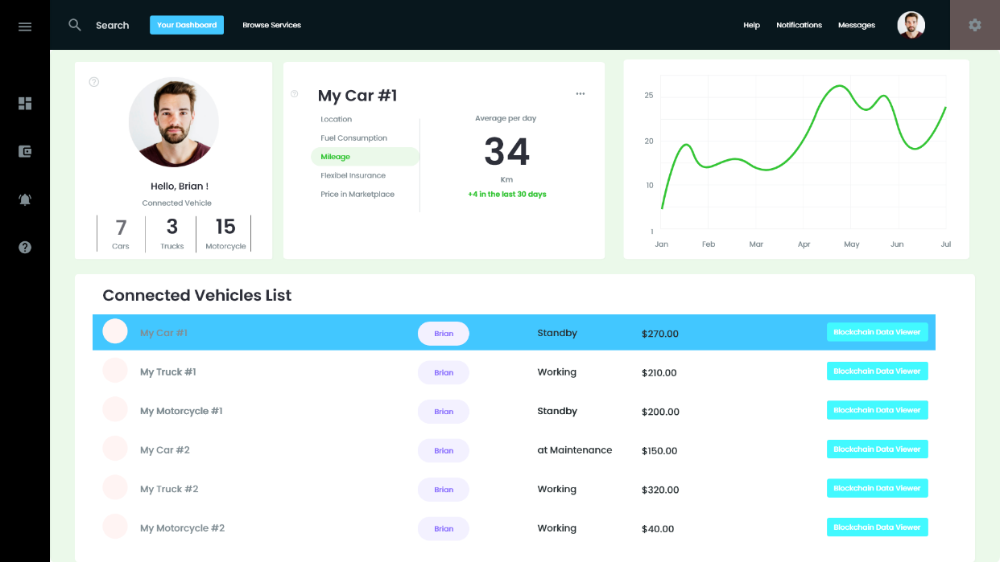 Search Your Dashboard Browse Services Help Notifications Messages
?
Hello, Brian !
Connected Vehicle
7 3 15
Cars Trucks Motorcycle
?
My Car #1
Location
Fuel Consumption
Mileage
Flexibel Insurance
Price in Marketplace
Average per day
34
Km
+4 in the last 30 days
25
20
10
1
Jan Feb Mar Apr May Jun Jul
?
Connected Vehicles List
My Car #1 Brian Standby $270.00 Blockchain Data Viewer
My Truck #1 Brian Working $210.00 Blockchain Data Viewer
My Motorcycle #1 Brian Standby $200.00 Blockchain Data Viewer
My Car #2 Brian at Maintenance $150.00 Blockchain Data Viewer
My Truck #2 Brian Working $320.00 Blockchain Data Viewer
My Motorcycle #2 Brian Working $40.00 Blockchain Data Viewer